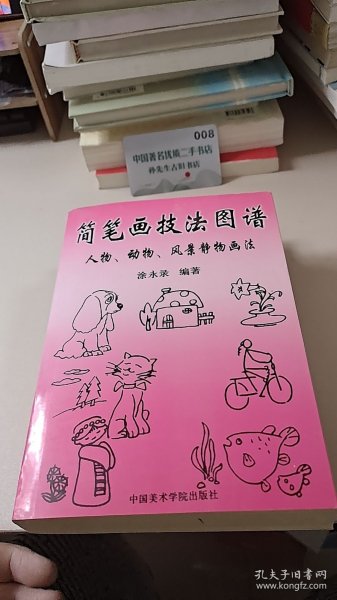 008
中国著名优质二手书店
孙先生古旧书店
简笔画技法图谱
人物、动物、风景静物画法
涂永录 编著
中国美术学院出版社
孔夫子旧书网
www.kongfz.com